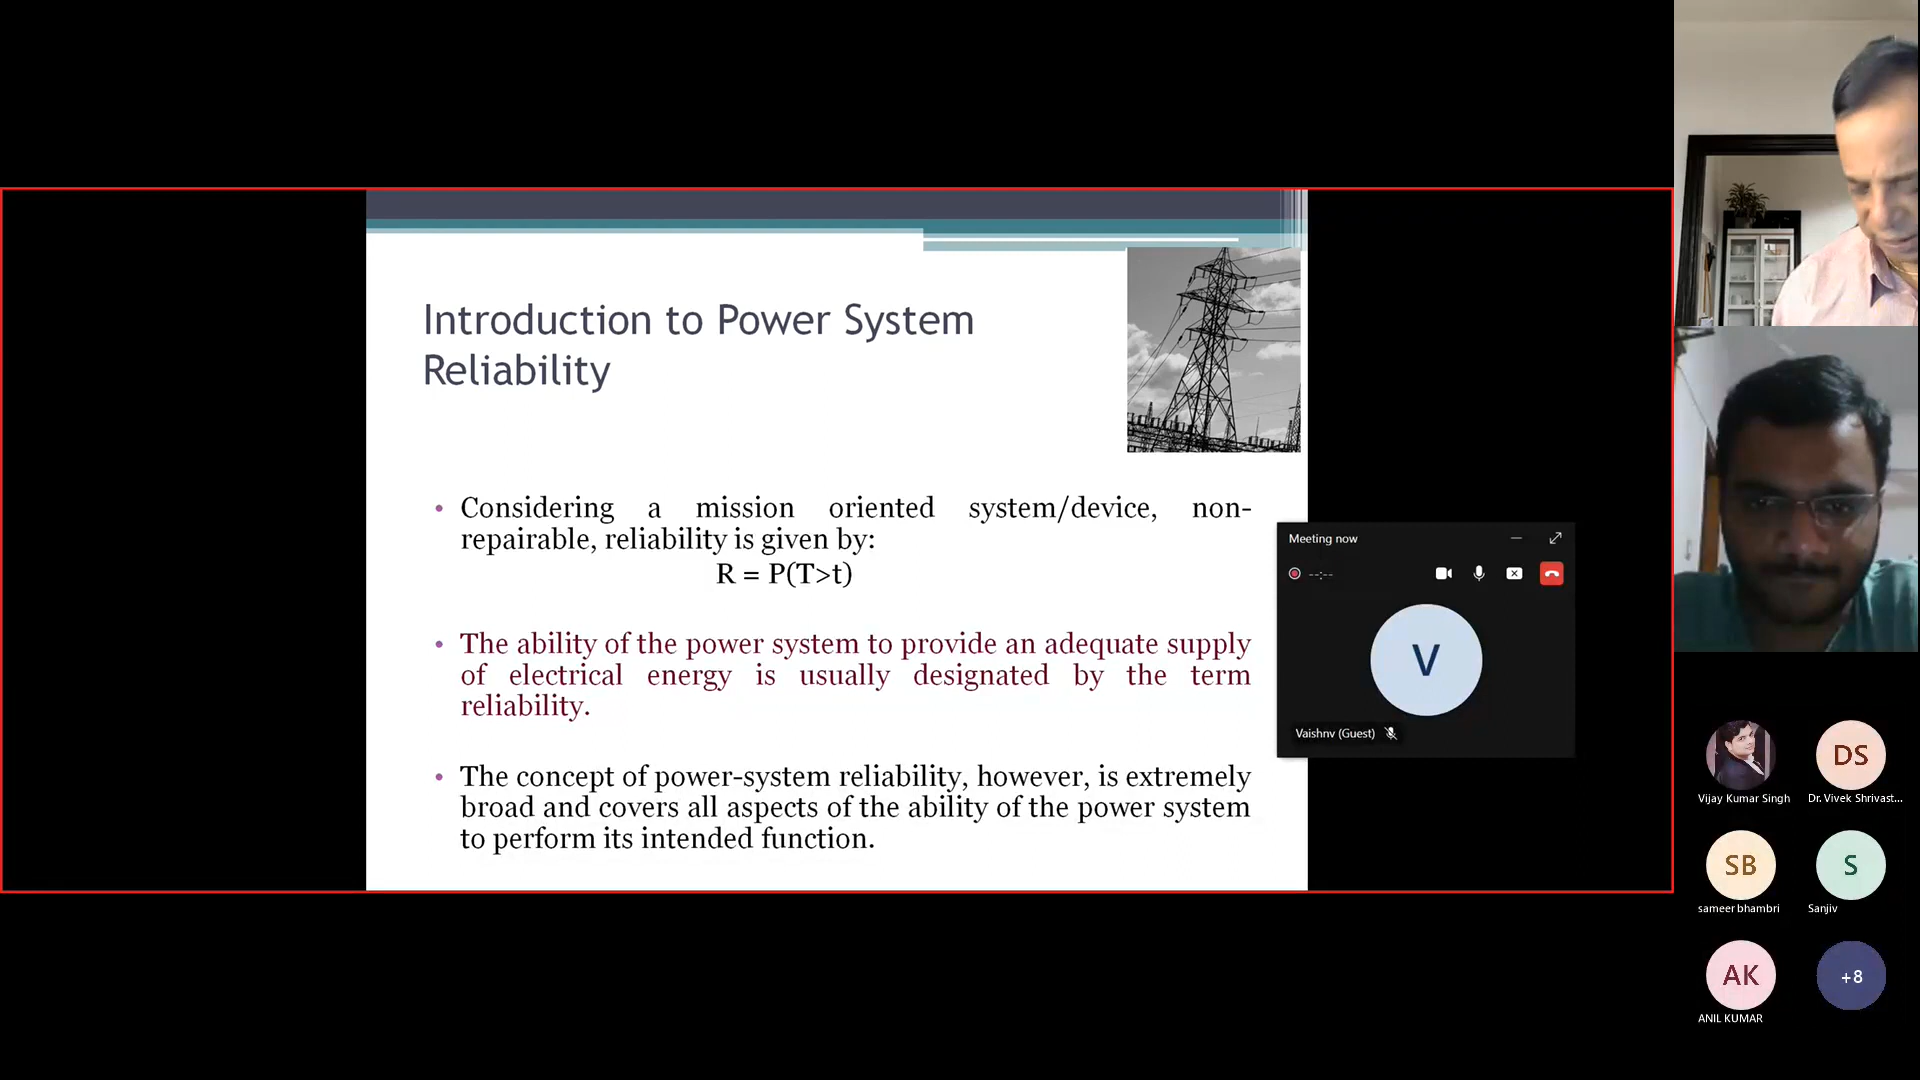 Introduction to Power System
Reliability
• Considering a mission oriented system/device, non-
repairable, reliability is given by:
R = P(T>t)
• The ability of the power system to provide an adequate supply
of electrical energy is usually designated by the term
reliability.
• The concept of power-system reliability, however, is extremely
broad and covers all aspects of the ability of the power system
to perform its intended function.
Meeting now
--:--
V
Vaishnv (Guest)
DS
Vijay Kumar Singh
Dr. Vivek Shrivast...
SB
S
sameer bhambri
Sanjiv
AK
+8
ANIL KUMAR